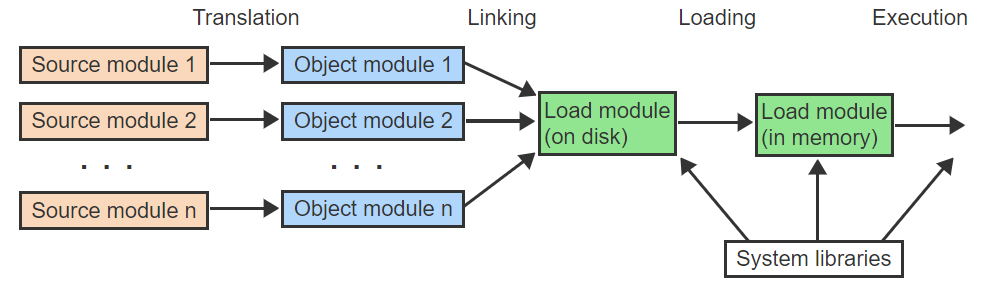 Translation
Linking
Loading
Execution
Source module 1
Object module 1
Source module 2
Object module 2
Load module
(on disk)
Load module
(in memory)
. . .
. . .
Source module n
Object module n
System libraries